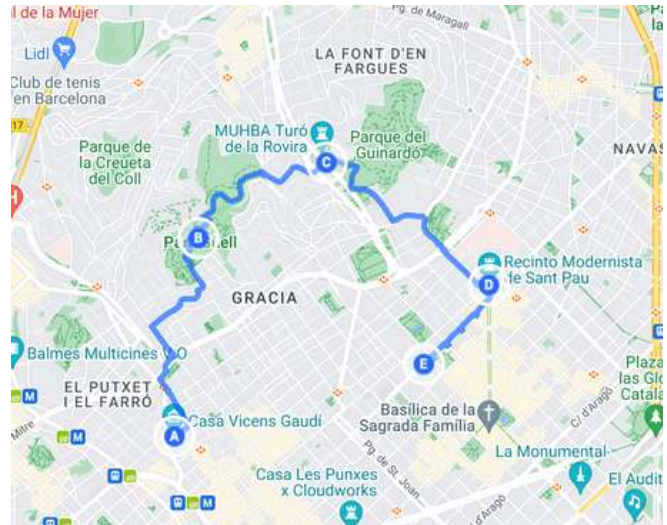 l de la Mujer
Pg. de Maragall
Lidl
LA FONT D'EN
FARGUES
Club de tenis
en Barcelona
17
MUHBA Turó
de la Rovira
Parque del
Guinardó
NAVAS
Parque de
la Creueta
del Coll
H
C
B
Recinto Modernista
de Sant Pau
D
GRACIA
Balmes Multicines
E
EL PUTXET
I EL FARRÓ
Plaza
las Glo
Catala
Casa Vicens Gaudí
A
Basílica de la
Sagrada Família
C/ d'Aragó
Mitre
M
M
Pg. de St. Joan
La Monumental
Casa Les Punxes
x Cloudworks
C/ d'Aragó
El Audit
M
M